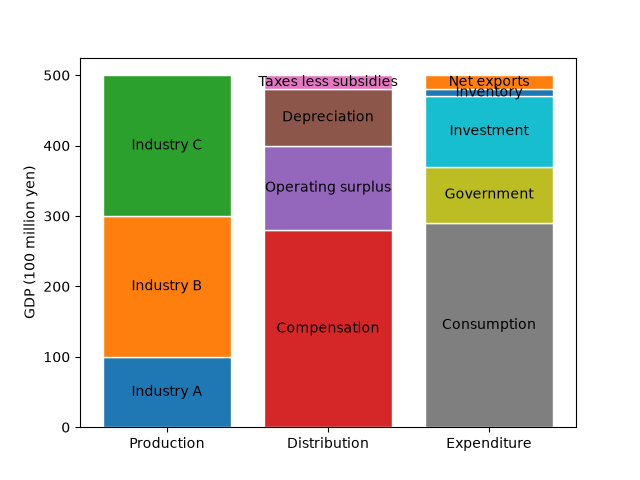 500
400
300
200
100
0
GDP (100 million yen)
Industry C
Industry B
Industry A
Taxes less subsidies
Depreciation
Operating surplus
Compensation
Net exports
Inventory
Investment
Government
Consumption
Production
Distribution
Expenditure